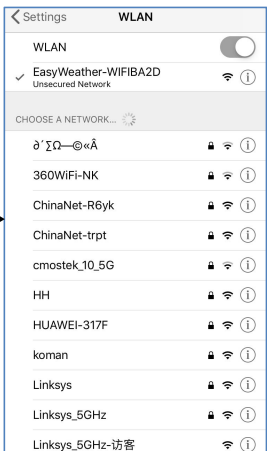 Settings WLAN
WLAN
EasyWeather-WIFIBA2D
Unsecured Network
CHOOSE A NETWORK...
∂´∑Ω—©«Â
360WiFi-NK
ChinaNet-R6yk
ChinaNet-trpt
cmostek_10_5G
HH
HUAWEI-317F
koman
Linksys
Linksys_5GHz
Linksys_5GHz-访客